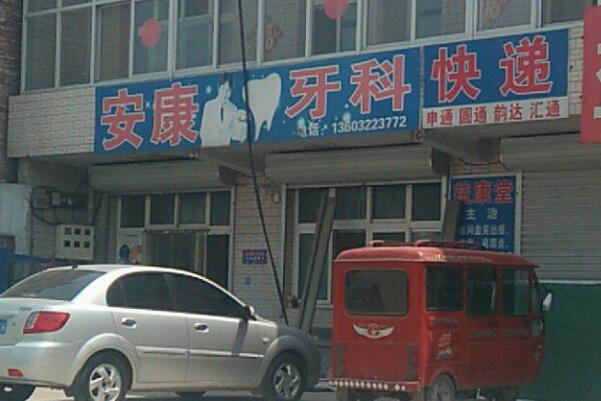 安康 牙科
电话：13603223772
快递
申通 圆通 韵达 汇通
益康堂
主治